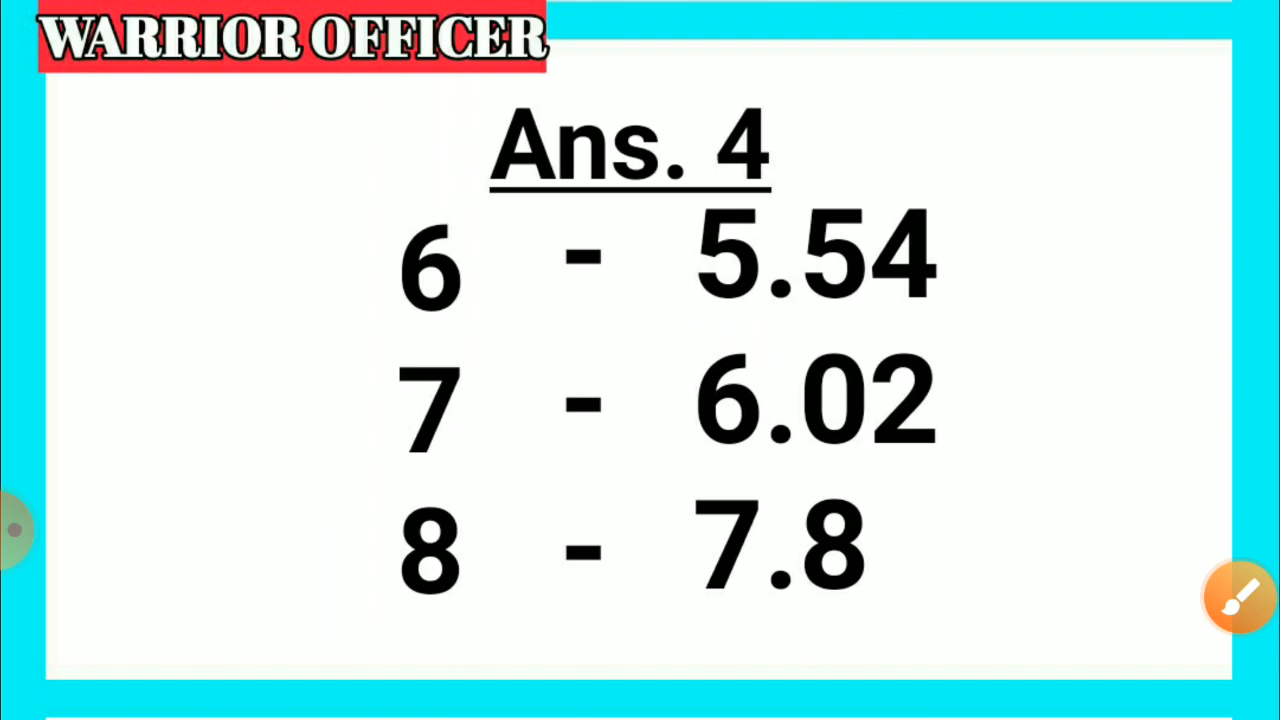 WARRIOR OFFICER
Ans. 4
6 - 5.54
7 - 6.02
8 - 7.8